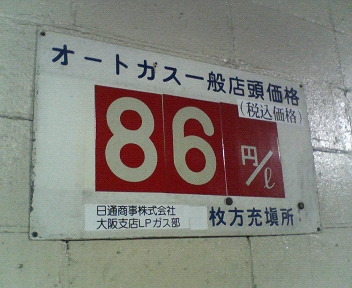 オートガス一般店頭価格
(税込価格)
86円/ℓ
日通商事株式会社
大阪支店LPガス部
枚方充填所